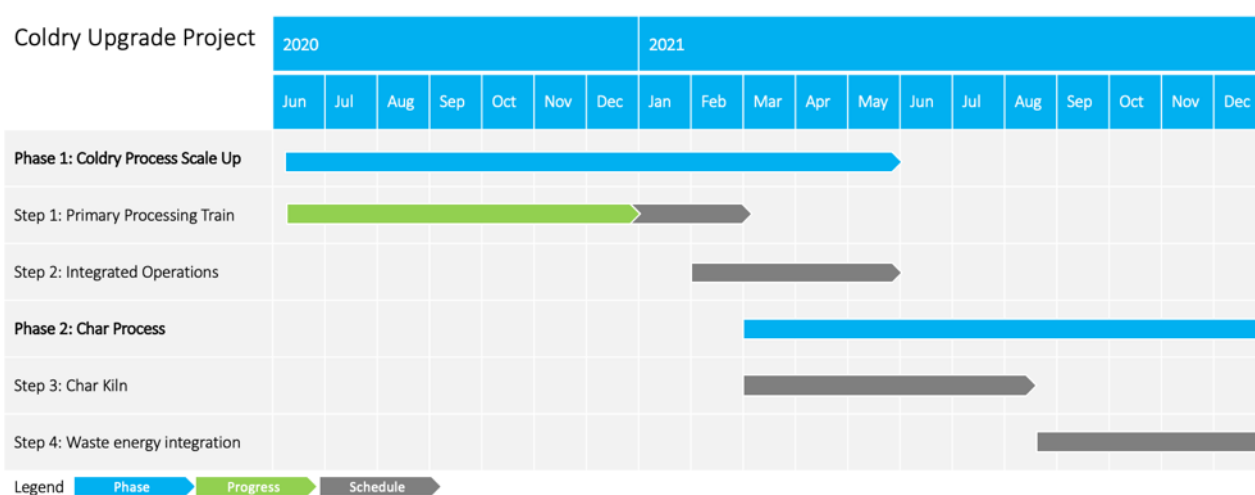 Coldry Upgrade Project
2020 2021
Jun Jul Aug Sep Oct Nov Dec Jan Feb Mar Apr May Jun Jul Aug Sep Oct Nov Dec
Phase 1: Coldry Process Scale Up
Step 1: Primary Processing Train
Step 2: Integrated Operations
Phase 2: Char Process
Step 3: Char Kiln
Step 4: Waste energy integration
Legend Phase Progress Schedule